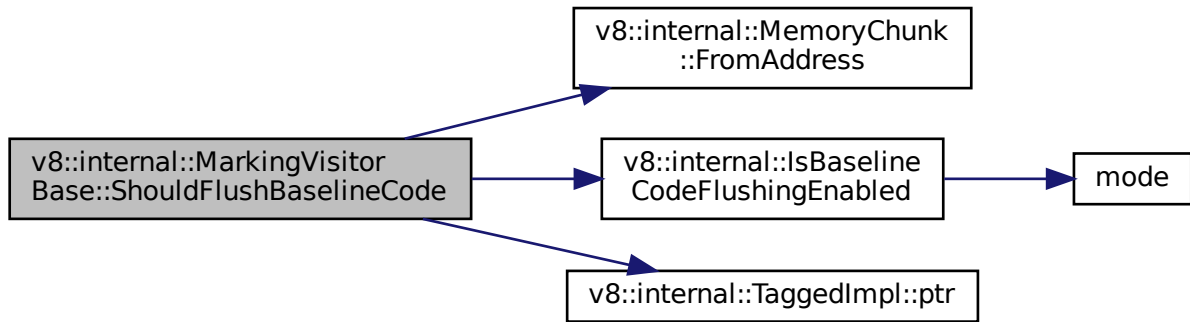 v8::internal::MemoryChunk
::FromAddress
v8::internal::MarkingVisitor
Base::ShouldFlushBaselineCode
v8::internal::IsBaseline
CodeFlushingEnabled
mode
v8::internal::TaggedImpl::ptr